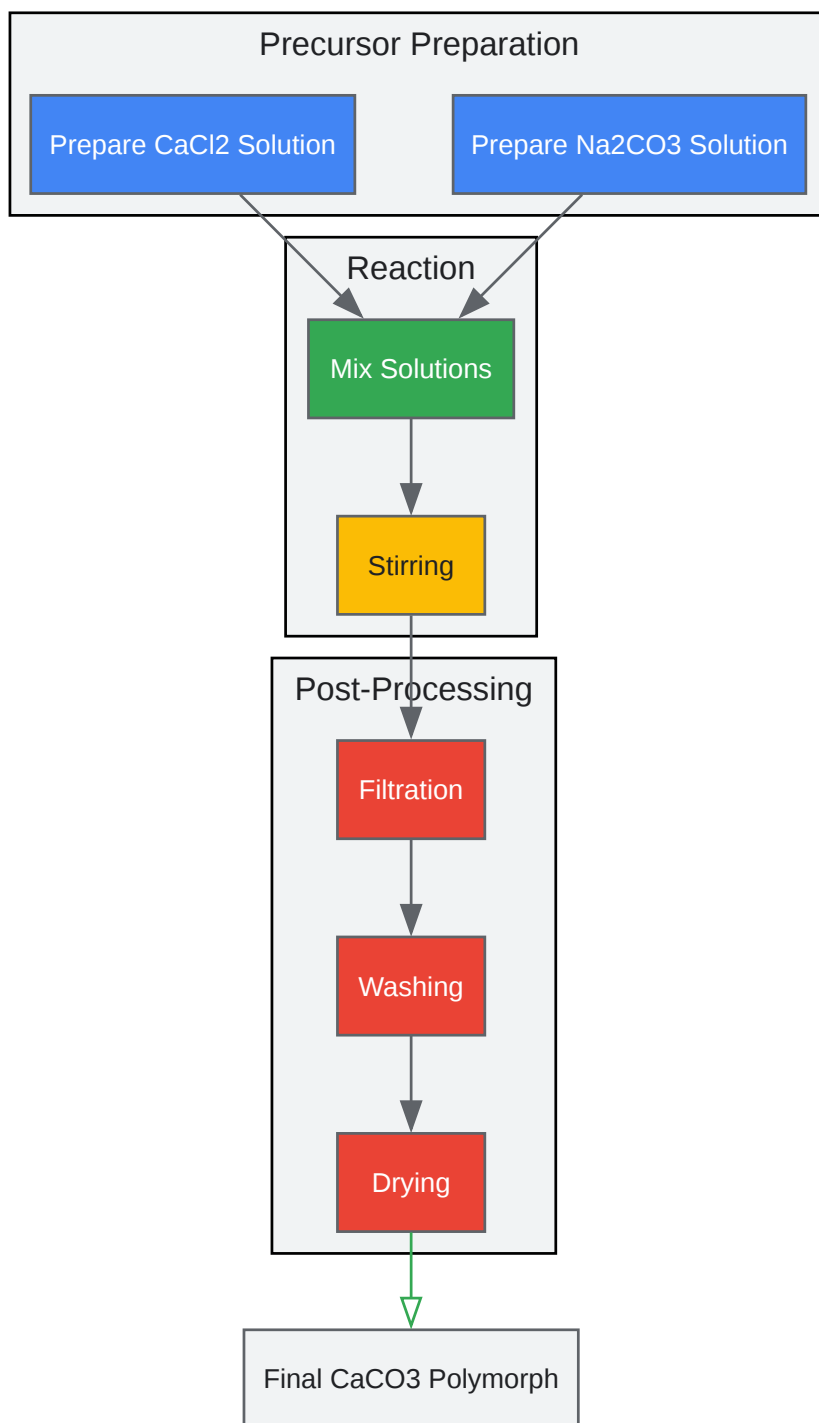 Precursor Preparation
Prepare CaCl2 Solution
Prepare Na2CO3 Solution
Reaction
Mix Solutions
Stirring
Post-Processing
Filtration
Washing
Drying
Final CaCO3 Polymorph